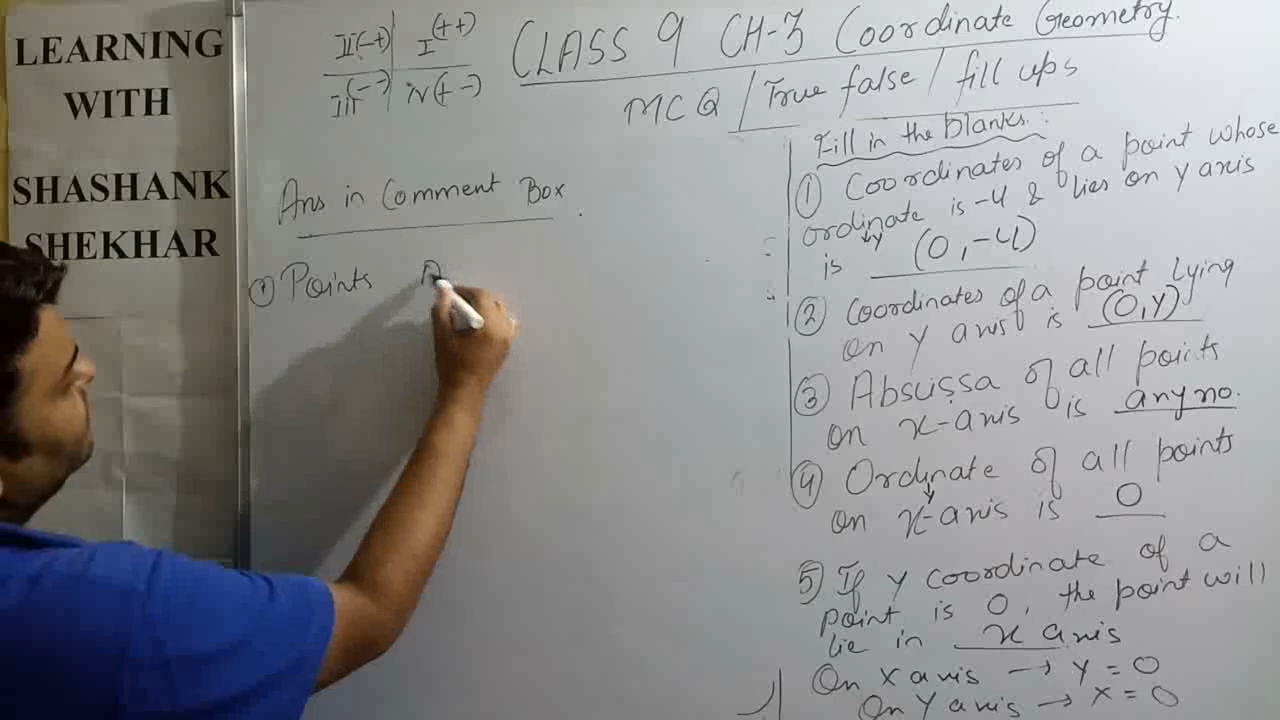 LEARNING
WITH
SHASHANK
SHEKHAR
II(-+) I(++)
III(--) IV(+-)
CLASS 9 CH-3 Coordinate Geometry.
MCQ / True false / fill ups
Ans in Comment Box
① Points
Fill in the blanks:
① Coordinates of a point whose
ordinate is -4 & lies on y axis
y
is (0,-4)
② Coordinates of a point lying
on y axis is (0,y)
③ Abscissa of all points
on x-axis is any no.
④ Ordinate of all points
on x-axis is 0
5) If y coordinate of a
point is 0, the point will
lie in x axis
On X axis → y = 0
On Y axis → x = 0